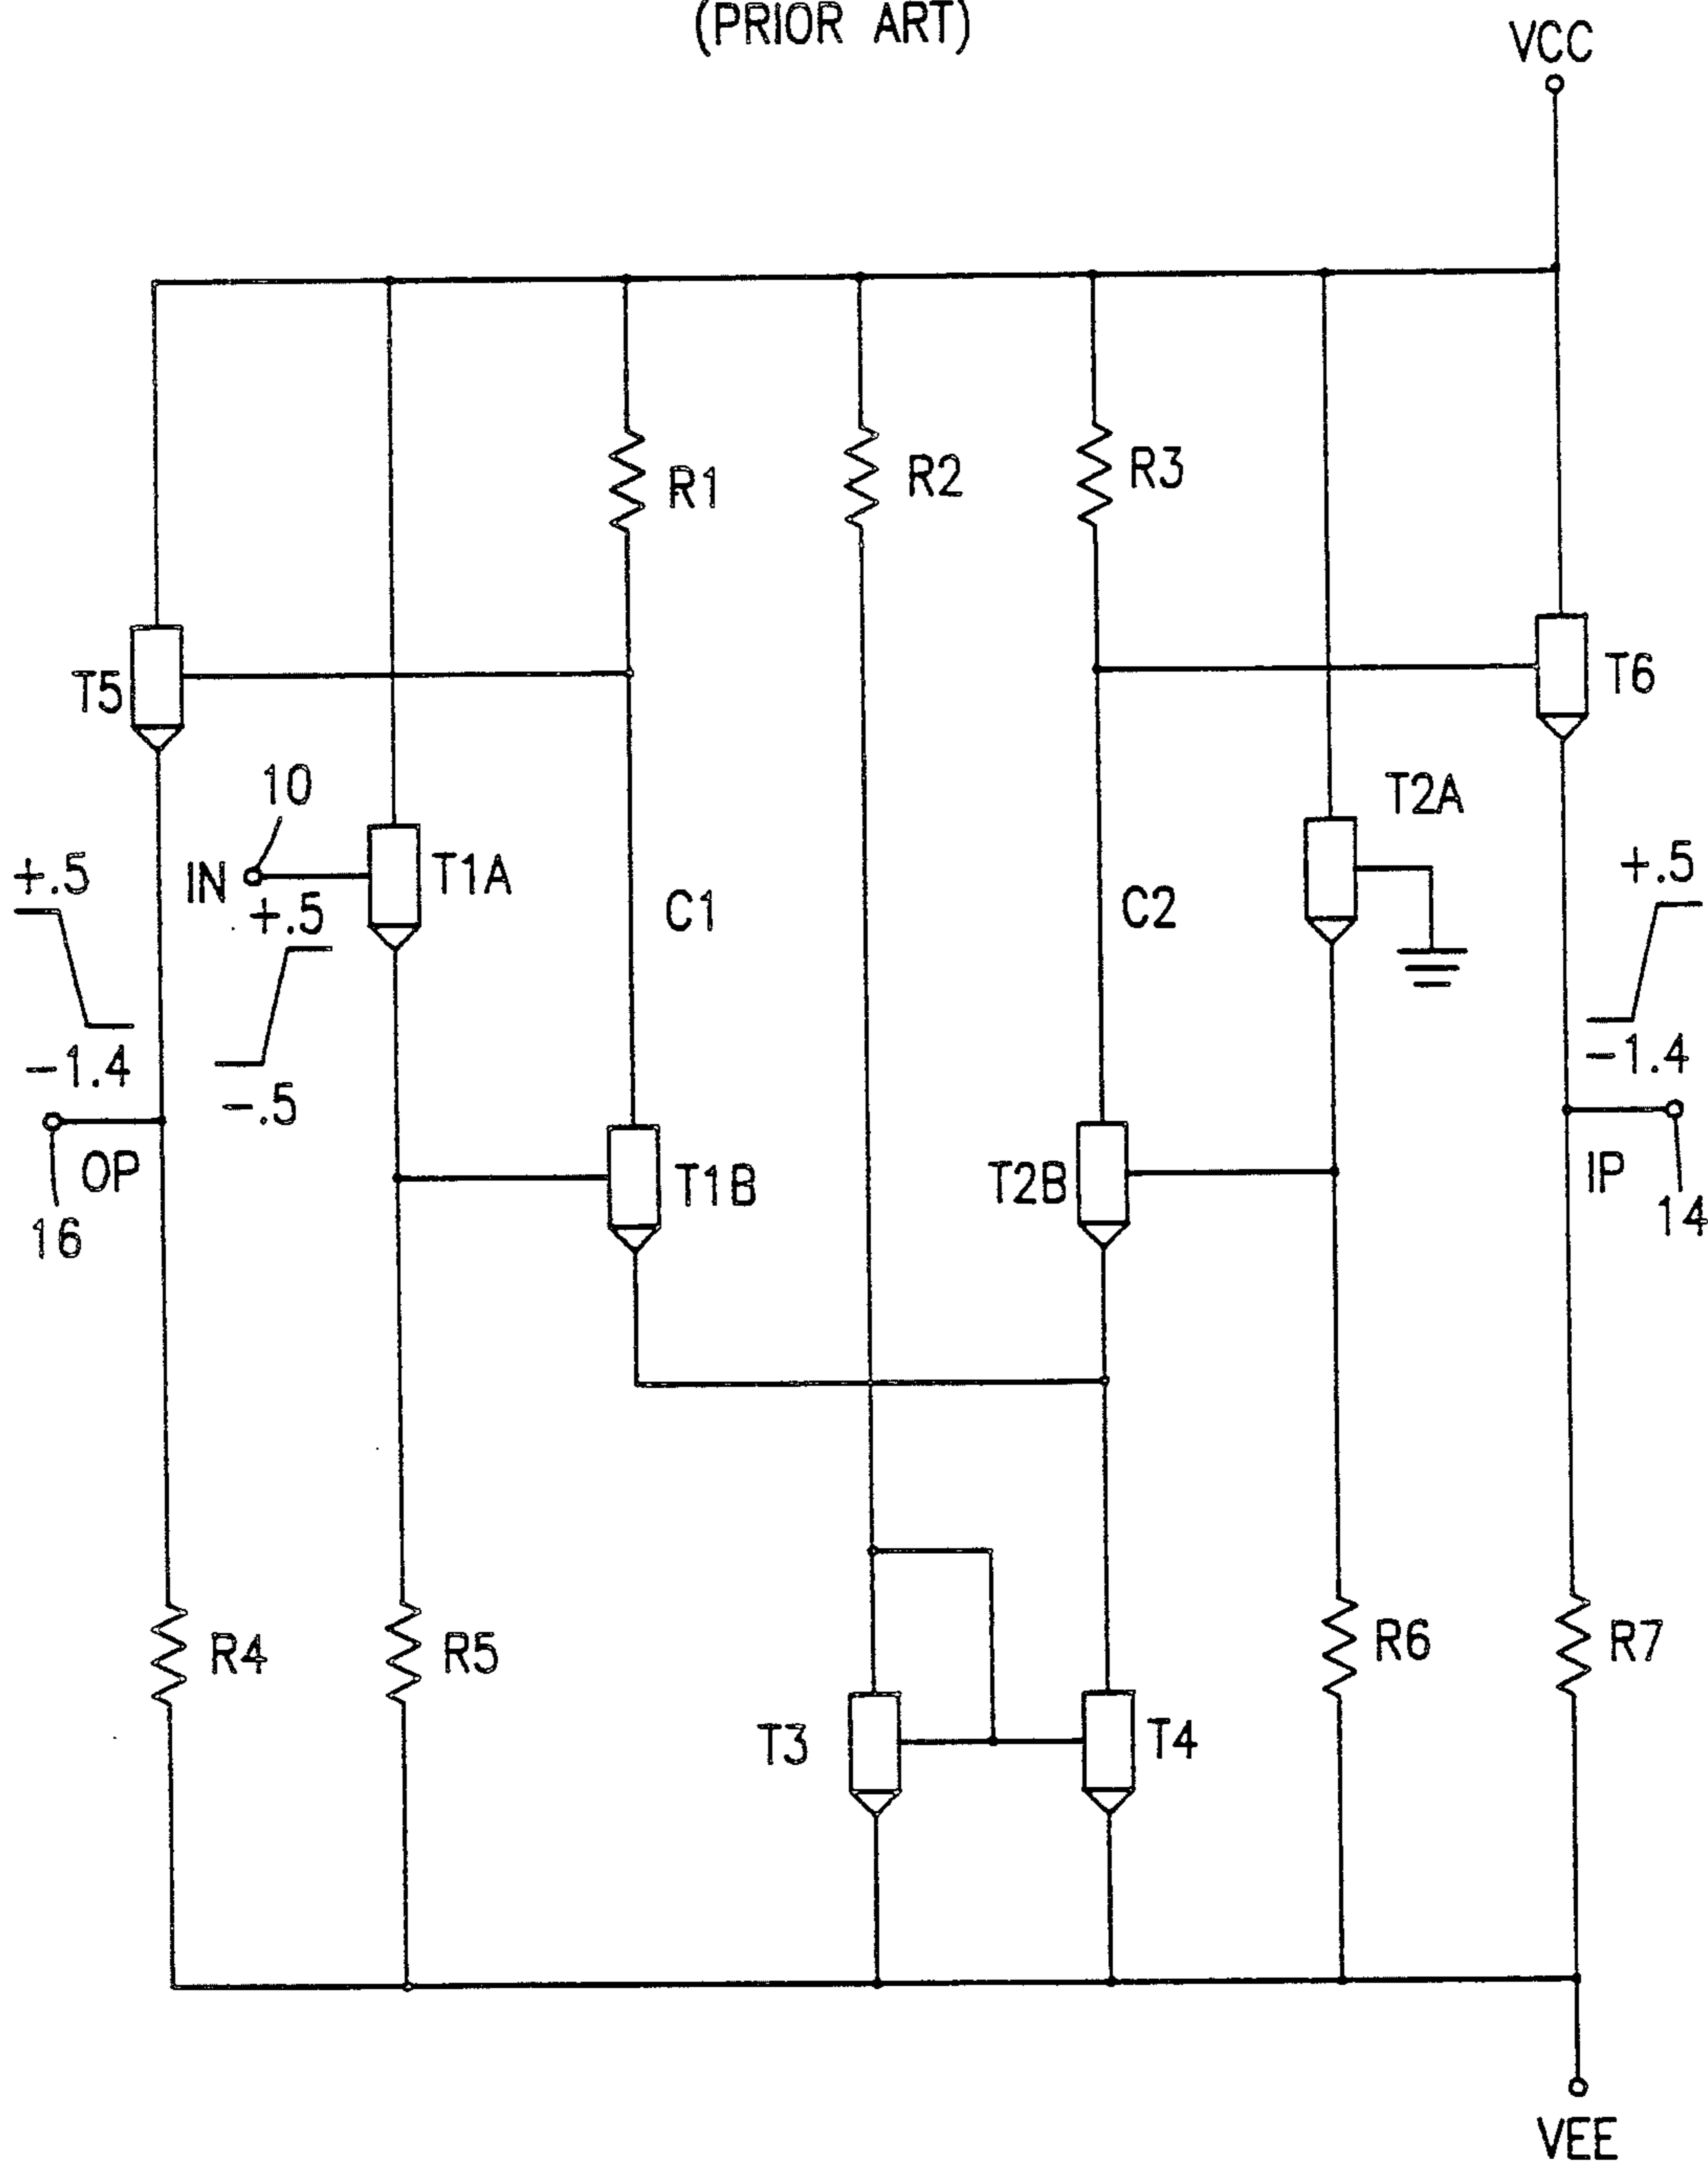 (PRIOR ART)
VCC
R1
R2
R3
T5
T6
10
T2A
IN
T1A
+.5
+.5
+.5
C1
C2
-1.4
-.5
-1.4
OP
T1B
T2B
IP
16
14
R4
R5
R6
R7
T3
T4
VEE